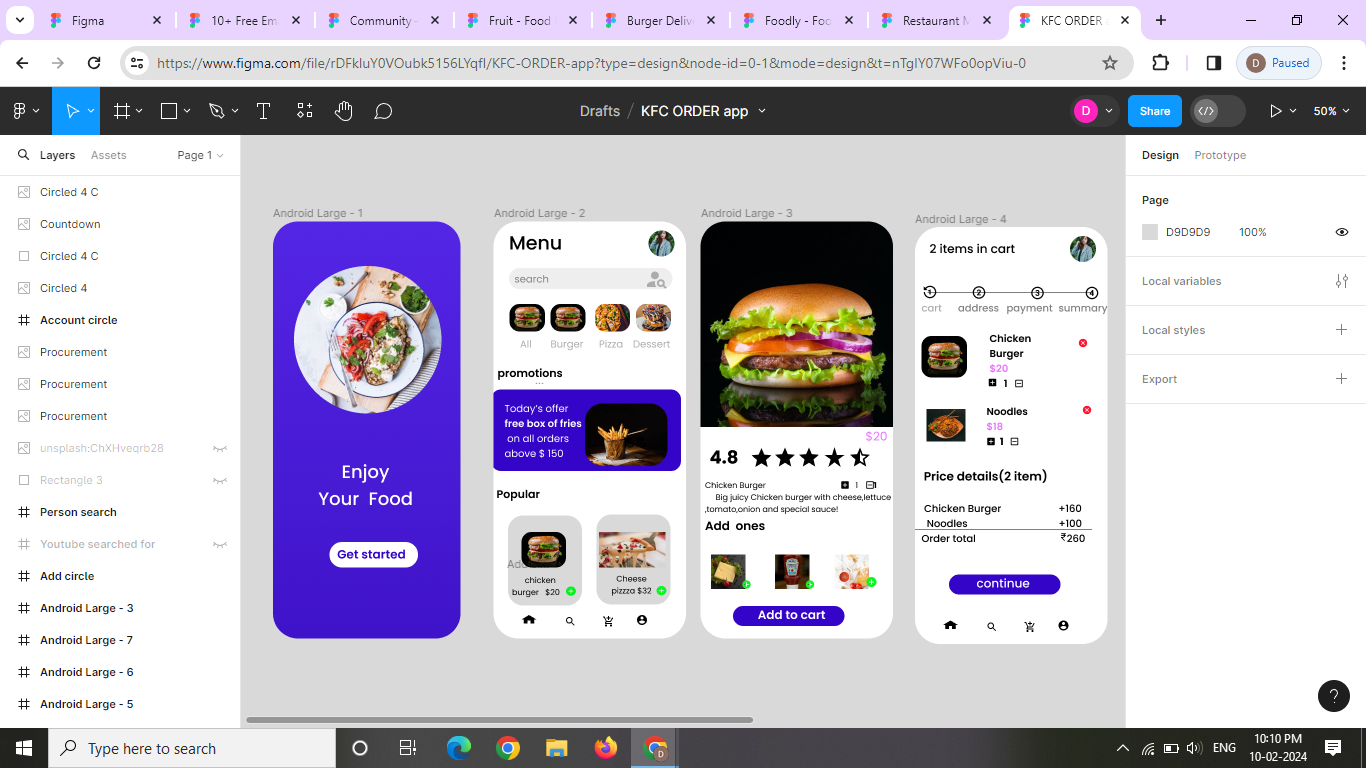 Figma
10+ Free Em
Community -
Fruit - Food
Burger Deliv
Foodly - Foo
Restaurant M
KFC ORDER
https://www.figma.com/file/rDFkIuY0VOubk5156LYqfI/KFC-ORDER-app?type=design&node-id=0-1&mode=design&t=nTgIY07WFo0opViu-0
D Paused
Drafts / KFC ORDER app
D
Share
50%
Layers
Assets
Page 1
Circled 4 C
Countdown
Circled 4 C
Circled 4
Account circle
Procurement
Procurement
Procurement
unsplash:ChXHveqrb28
Rectangle 3
Person search
Youtube searched for
Add circle
Android Large - 3
Android Large - 7
Android Large - 6
Android Large - 5
Android Large - 1
Enjoy
Your Food
Get started
Android Large - 2
Menu
search
All Burger Pizza Dessert
promotions
...
Today's offer
free box of fries
on all orders
above $ 150
Popular
chicken
burger $20
Cheese
pizzza $32
Android Large - 3
$20
4.8
Chicken Burger
1
Big juicy Chicken burger with cheese,lettuce
,tomato,onion and special sauce!
Add ones
Add to cart
Android Large - 4
2 items in cart
1 2 3 4
cart address payment summary
Chicken
Burger
$20
1
Noodles
$18
1
Price details(2 item)
Chicken Burger +160
Noodles +100
Order total ₹260
continue
Design
Prototype
Page
D9D9D9 100%
Local variables
Local styles
Export
?
Type here to search
D
ENG
10:10 PM
10-02-2024